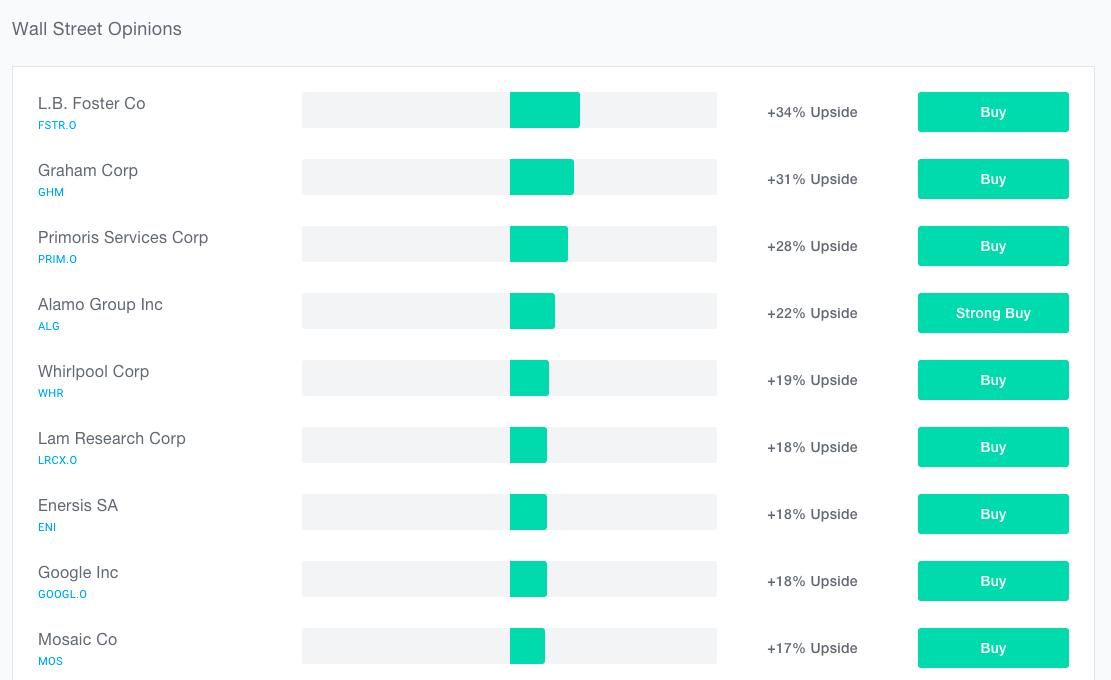 Wall Street Opinions
L.B. Foster Co
FSTR.O
+34% Upside
Buy
Graham Corp
GHM
+31% Upside
Buy
Primoris Services Corp
PRIM.O
+28% Upside
Buy
Alamo Group Inc
ALG
+22% Upside
Strong Buy
Whirlpool Corp
WHR
+19% Upside
Buy
Lam Research Corp
LRCX.O
+18% Upside
Buy
Enersis SA
ENI
+18% Upside
Buy
Google Inc
GOOGL.O
+18% Upside
Buy
Mosaic Co
MOS
+17% Upside
Buy